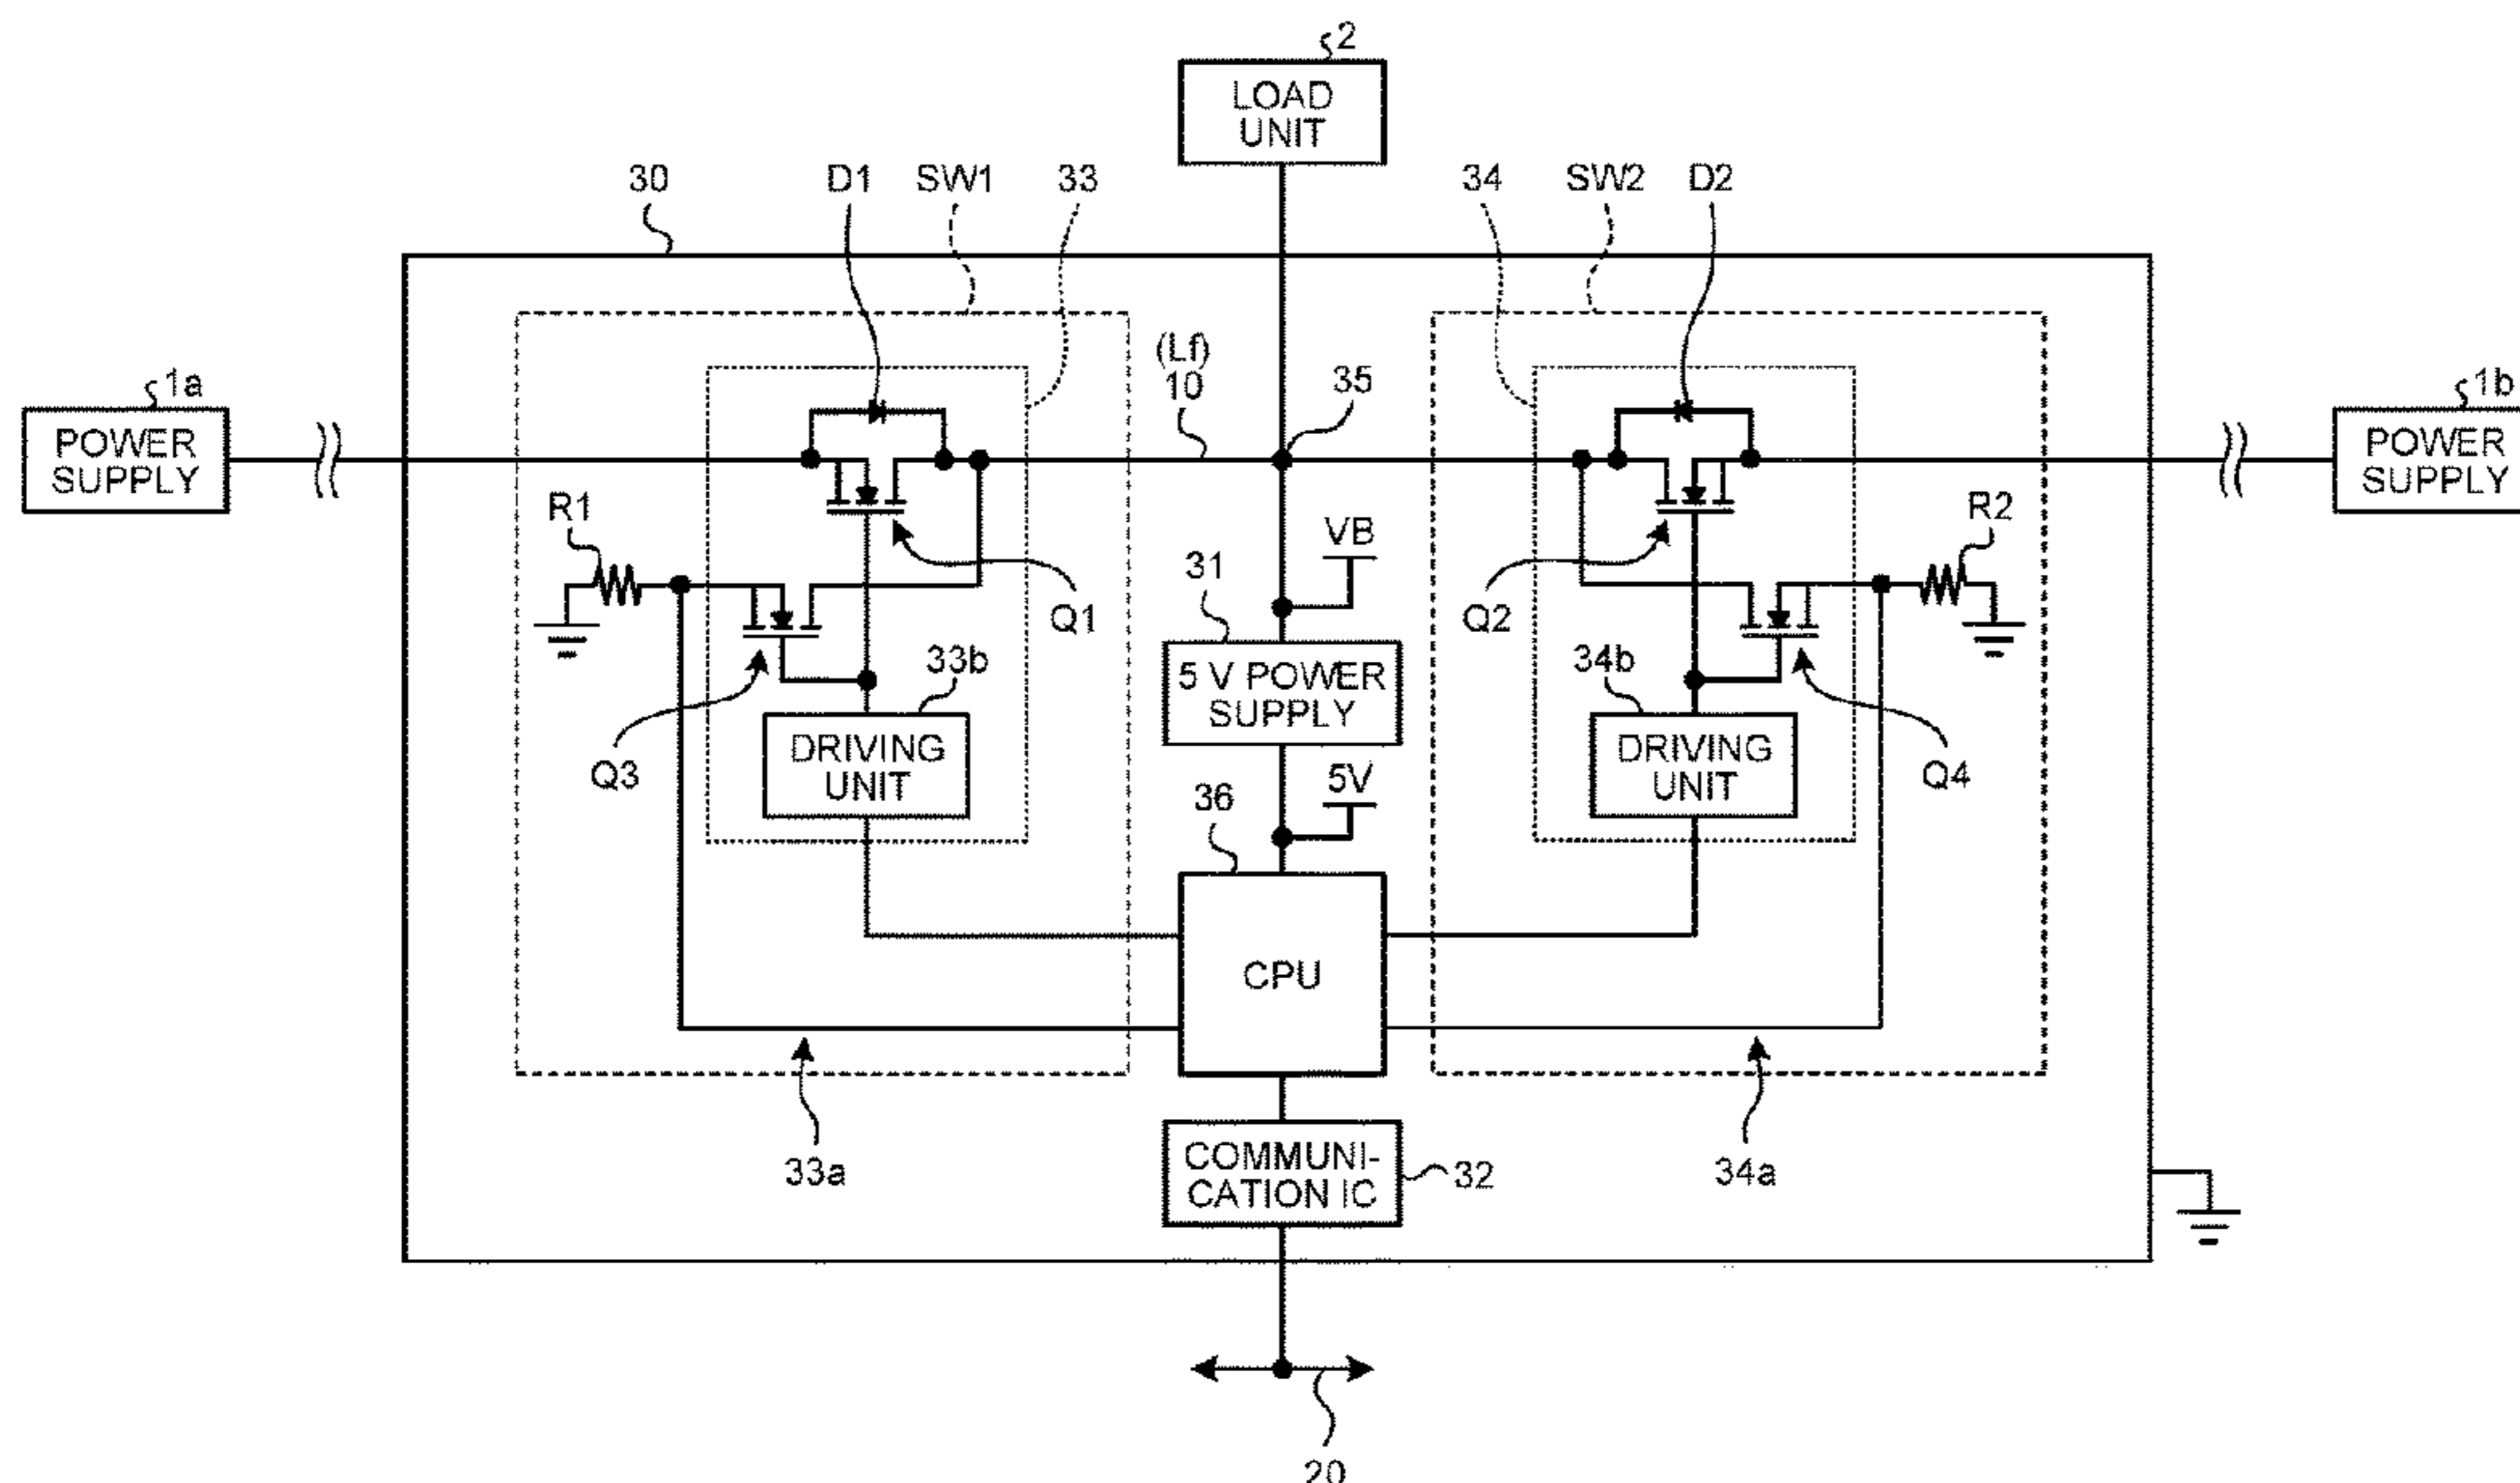 2
LOAD
UNIT
30
D1
SW1
33
34
SW2
D2
(Lf)
10
35
1a
POWER
SUPPLY
1b
POWER
SUPPLY
R1
R2
VB
31
Q1
Q2
33b
5 V POWER
SUPPLY
34b
Q3
DRIVING
UNIT
5V
36
DRIVING
UNIT
Q4
CPU
33a
COMMUNI-
CATION IC
32
34a
20